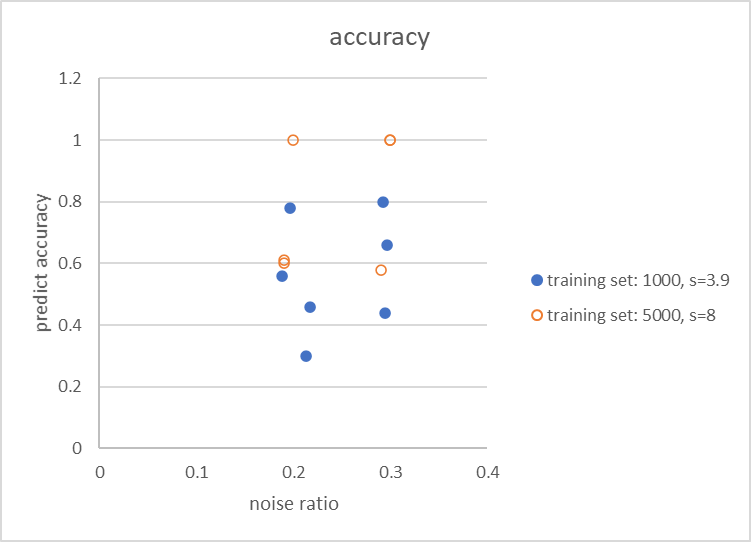 accuracy
1.2
1
0.8
0.6
0.4
0.2
0
0 0.1 0.2 0.3 0.4
predict accuracy
noise ratio
training set: 1000, s=3.9
training set: 5000, s=8